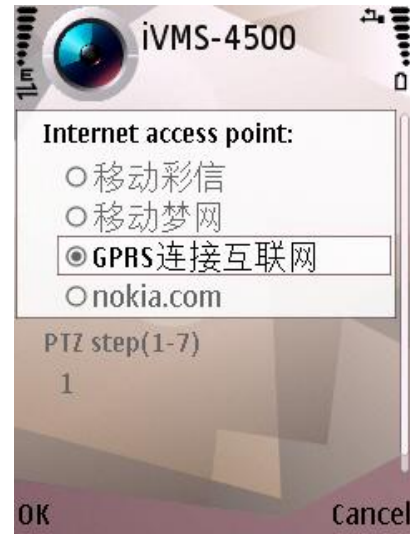 iVMS-4500
E
Internet access point:
移动彩信
移动梦网
GPRS连接互联网
nokia.com
PTZ step(1-7)
1
OK
Cancel